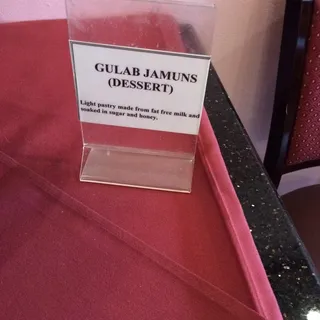 GULAB JAMUNS
(DESSERT)
Light pastry made from fat free milk and
soaked in sugar and honey.